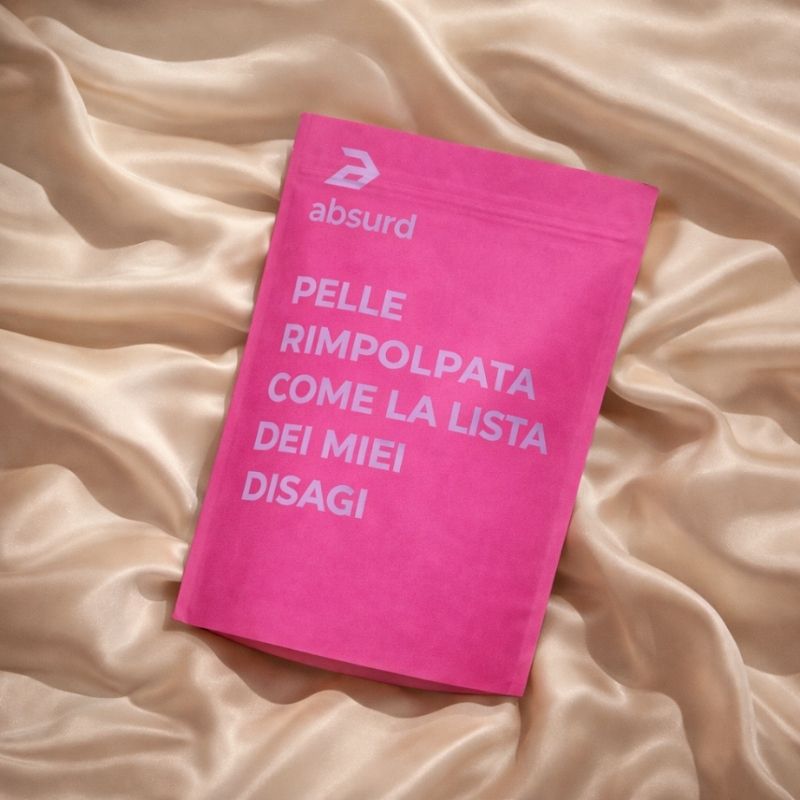 absurd
PELLE
RIMPOLPATA
COME LA LISTA
DEI MIEI
DISAGI